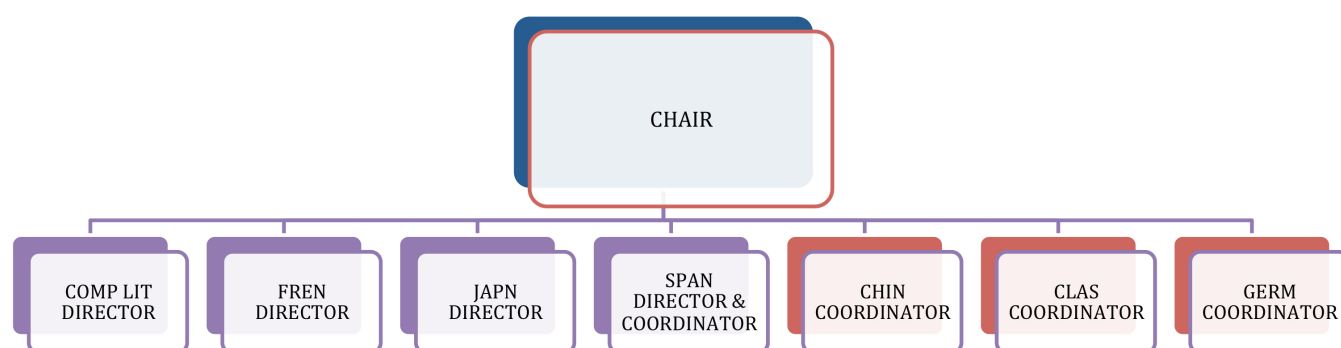 CHAIR
COMP LIT
DIRECTOR
FREN
DIRECTOR
JAPN
DIRECTOR
SPAN
DIRECTOR &
COORDINATOR
CHIN
COORDINATOR
CLAS
COORDINATOR
GERM
COORDINATOR